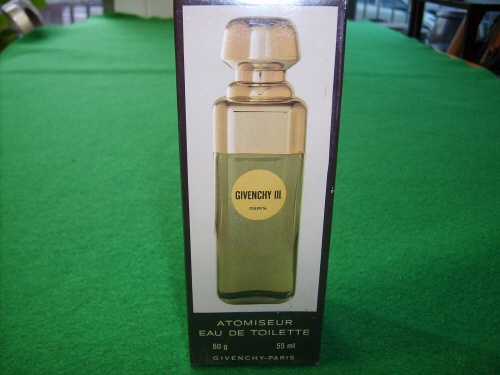 GIVENCHY III
PARIS
ATOMISEUR
EAU DE TOILETTE
60 g 55 ml
GIVENCHY-PARIS